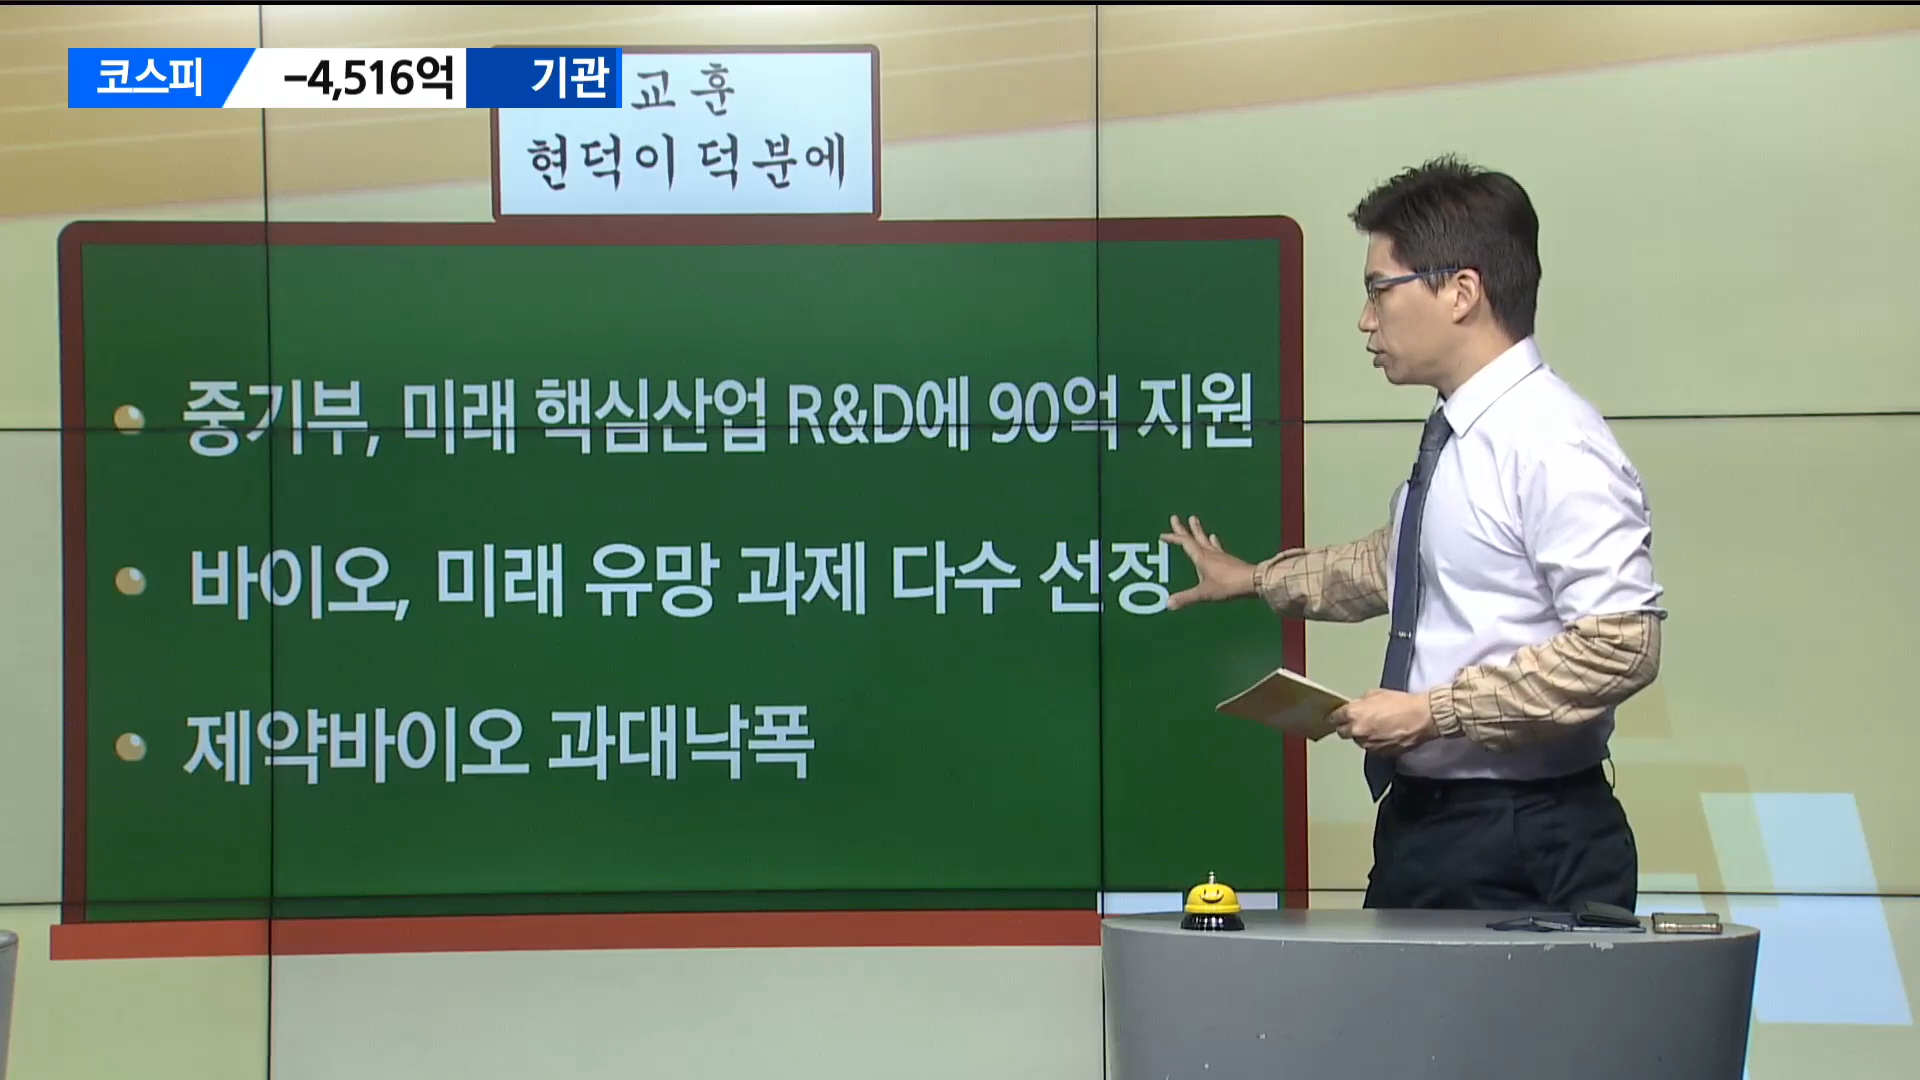 코스피 -4,516억 기관
교훈
현덕이 덕분에
중기부, 미래 핵심산업 R&D에 90억 지원
바이오, 미래 유망 과제 다수 선정
제약바이오 과대낙폭